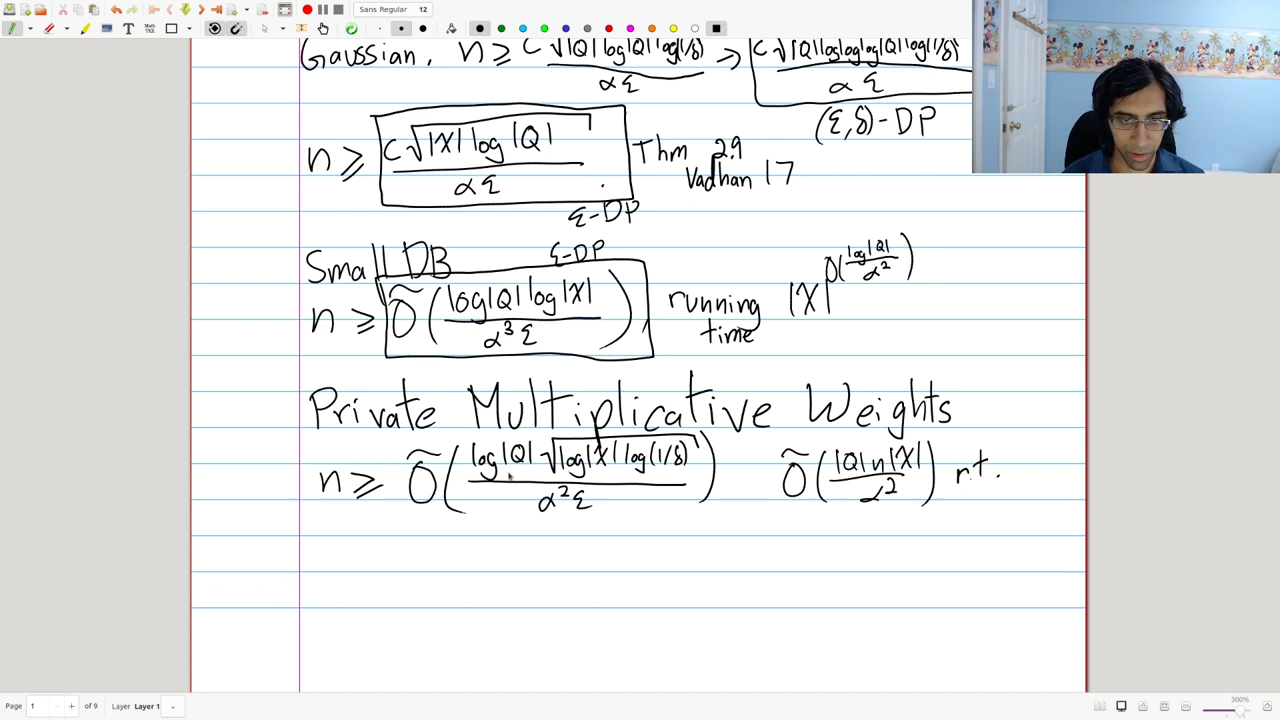 Sans Regular 12
Gaussian, n ≥ C √|Q| log|Q| log(1/δ) / αε → C √|Q| log log|Q| log(1/δ) / αε
(ε,δ)-DP
n ≥ C √|X| log|Q| / αε Thm 2.9
Vadhan 17
ε-DP
Small DB ε-DP
n ≥ Õ( log|Q| log|X| / α³ε ) running time |X|^O(log|Q| / α²)
Private Multiplicative Weights
n ≥ Õ( log|Q| √log|X| log(1/δ) / α²ε ) Õ( |Q| n |X| / α² ) r.t.
Page 1 of 9 Layer Layer 1 300%